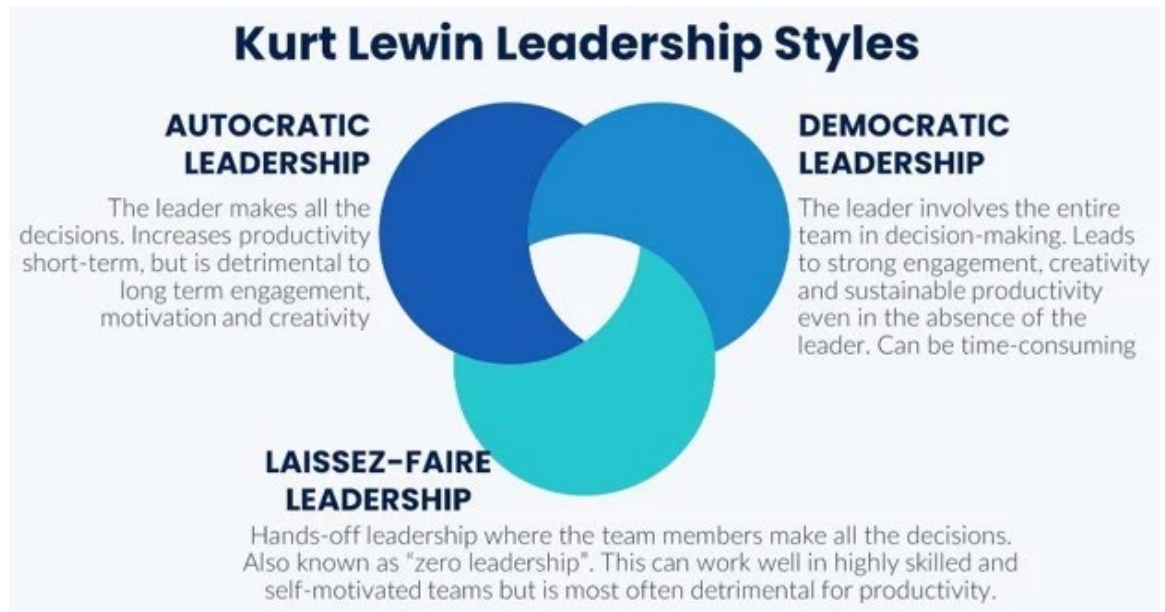 Kurt Lewin Leadership Styles
AUTOCRATIC
LEADERSHIP
The leader makes all the
decisions. Increases productivity
short-term, but is detrimental to
long term engagement,
motivation and creativity
DEMOCRATIC
LEADERSHIP
The leader involves the entire
team in decision-making. Leads
to strong engagement, creativity
and sustainable productivity
even in the absence of the
leader. Can be time-consuming
LAISSEZ-FAIRE
LEADERSHIP
Hands-off leadership where the team members make all the decisions.
Also known as “zero leadership”. This can work well in highly skilled and
self-motivated teams but is most often detrimental for productivity.